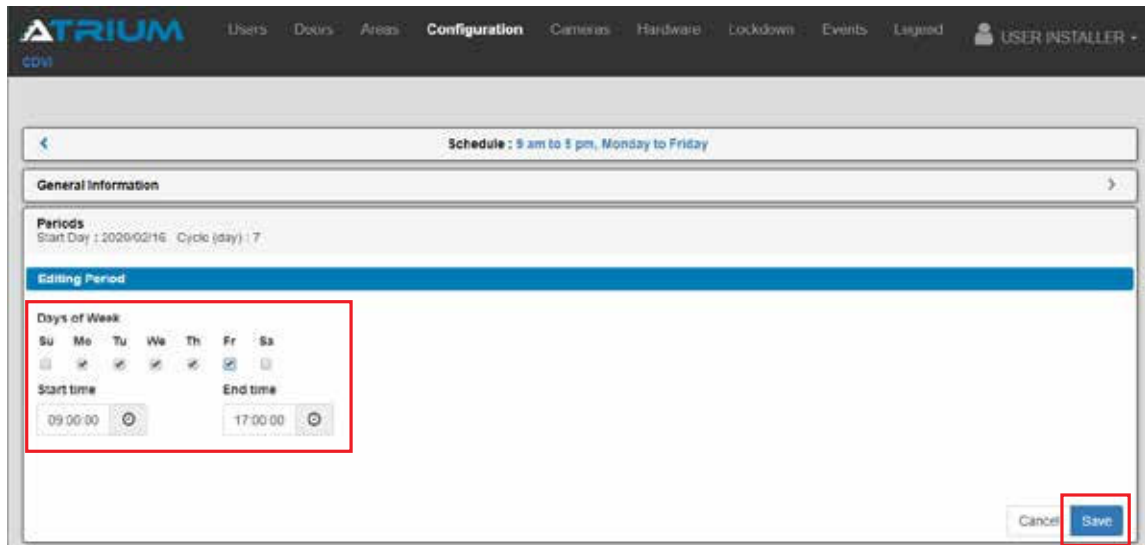 ATRIUM Users Doors Areas Configuration Cameras Hardware Lockdown Events Legend USER INSTALLER
CDVI
Schedule : 9 am to 5 pm, Monday to Friday
General Information
Periods
Start Day : 2020/02/16 Cycle (day) : 7
Editing Period
Days of Week
Su Mo Tu We Th Fr Sa
Start time End time
09:00:00 17:00:00
Cancel Save